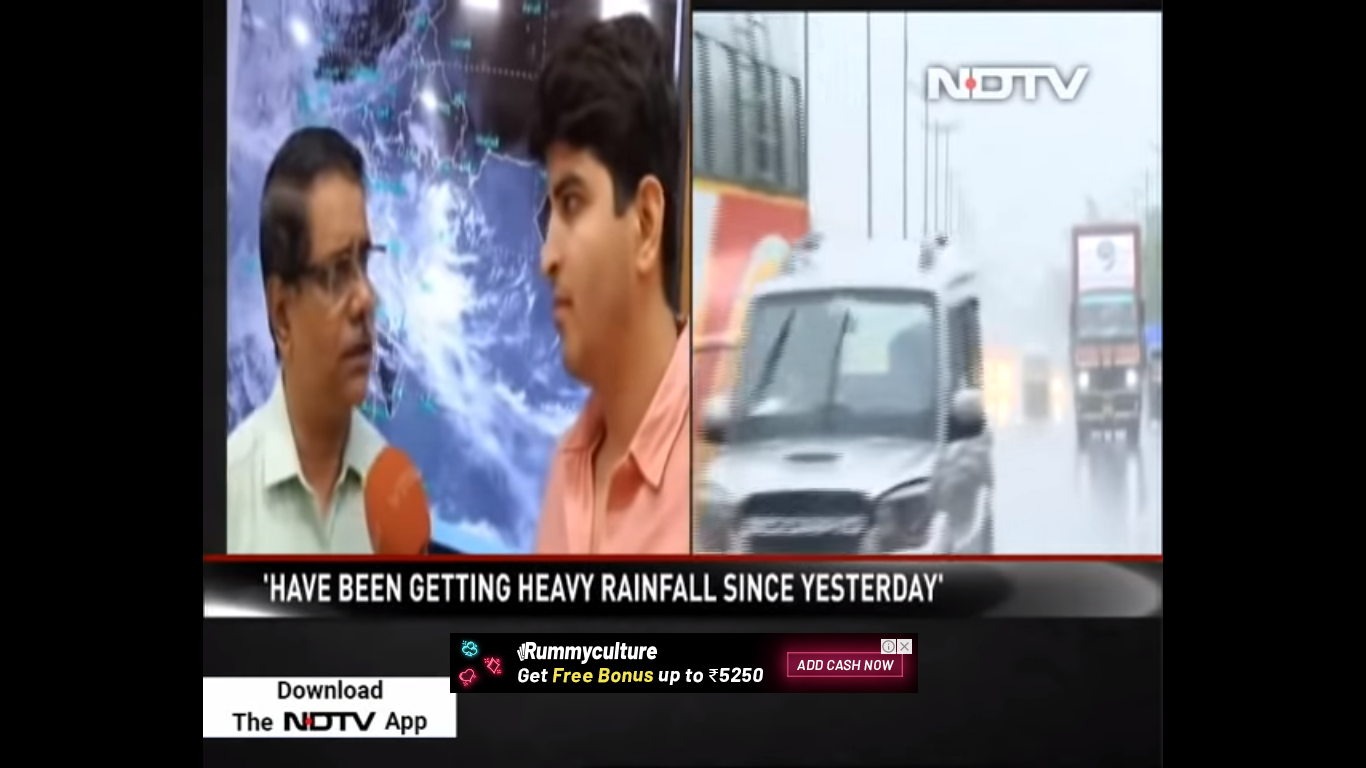 NDTV
9
'HAVE BEEN GETTING HEAVY RAINFALL SINCE YESTERDAY'
Rummyculture
Get Free Bonus up to ₹5250
ADD CASH NOW
Download
The NDTV App